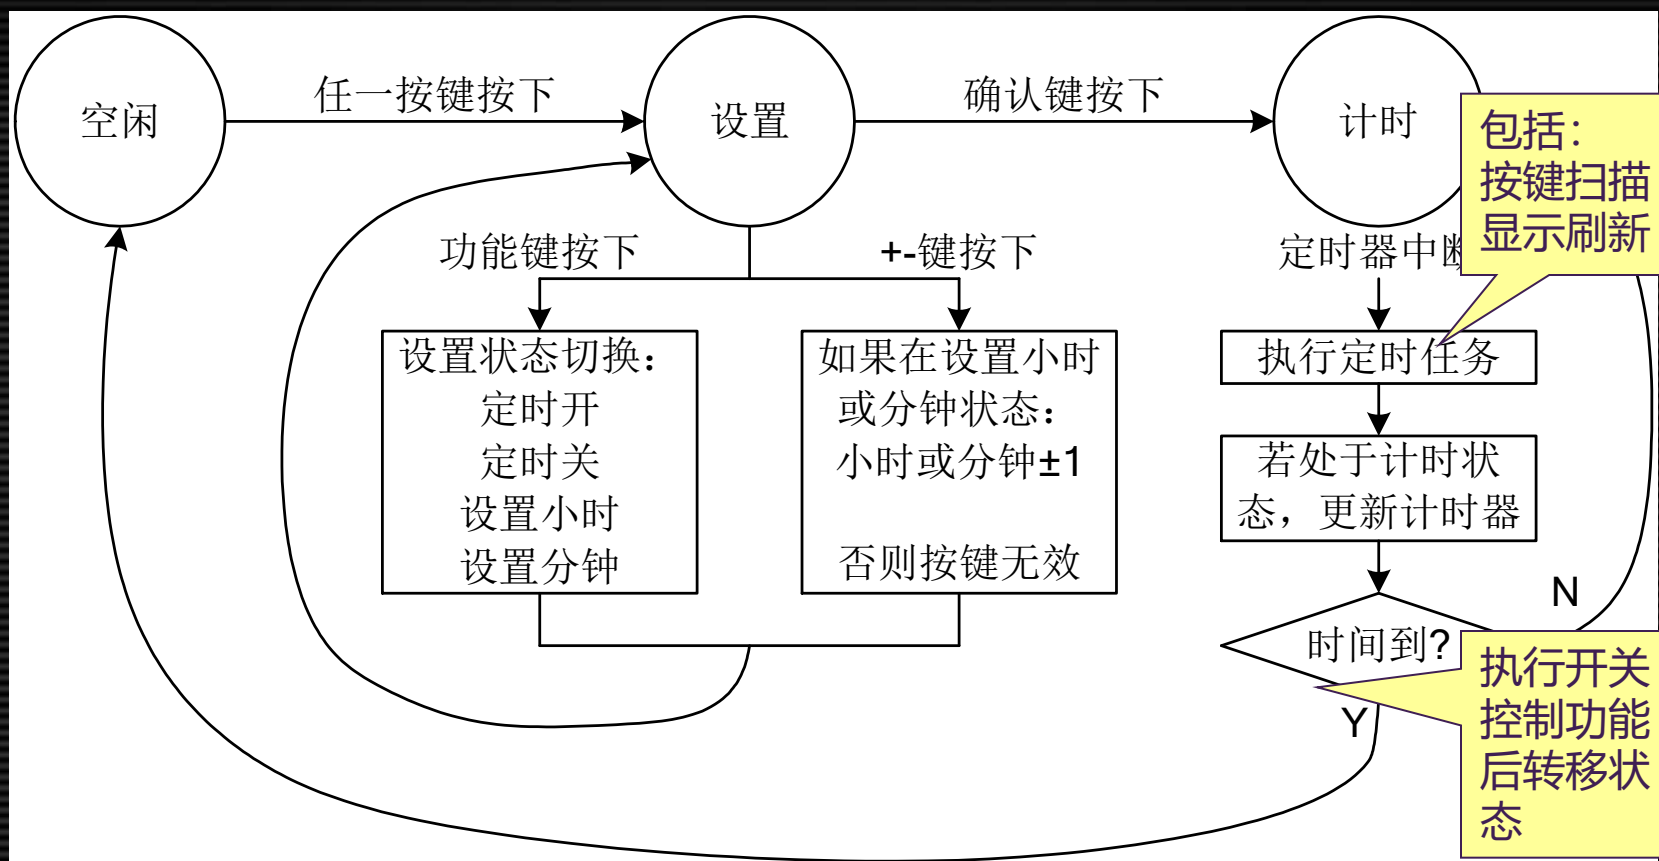 空闲
任一按键按下
设置
确认键按下
计时
包括：
按键扫描
显示刷新
功能键按下
+-键按下
定时器中断
设置状态切换：
定时开
定时关
设置小时
设置分钟
如果在设置小时
或分钟状态：
小时或分钟±1
否则按键无效
执行定时任务
若处于计时状
态，更新计时器
时间到?
N
Y
执行开关
控制功能
后转移状
态